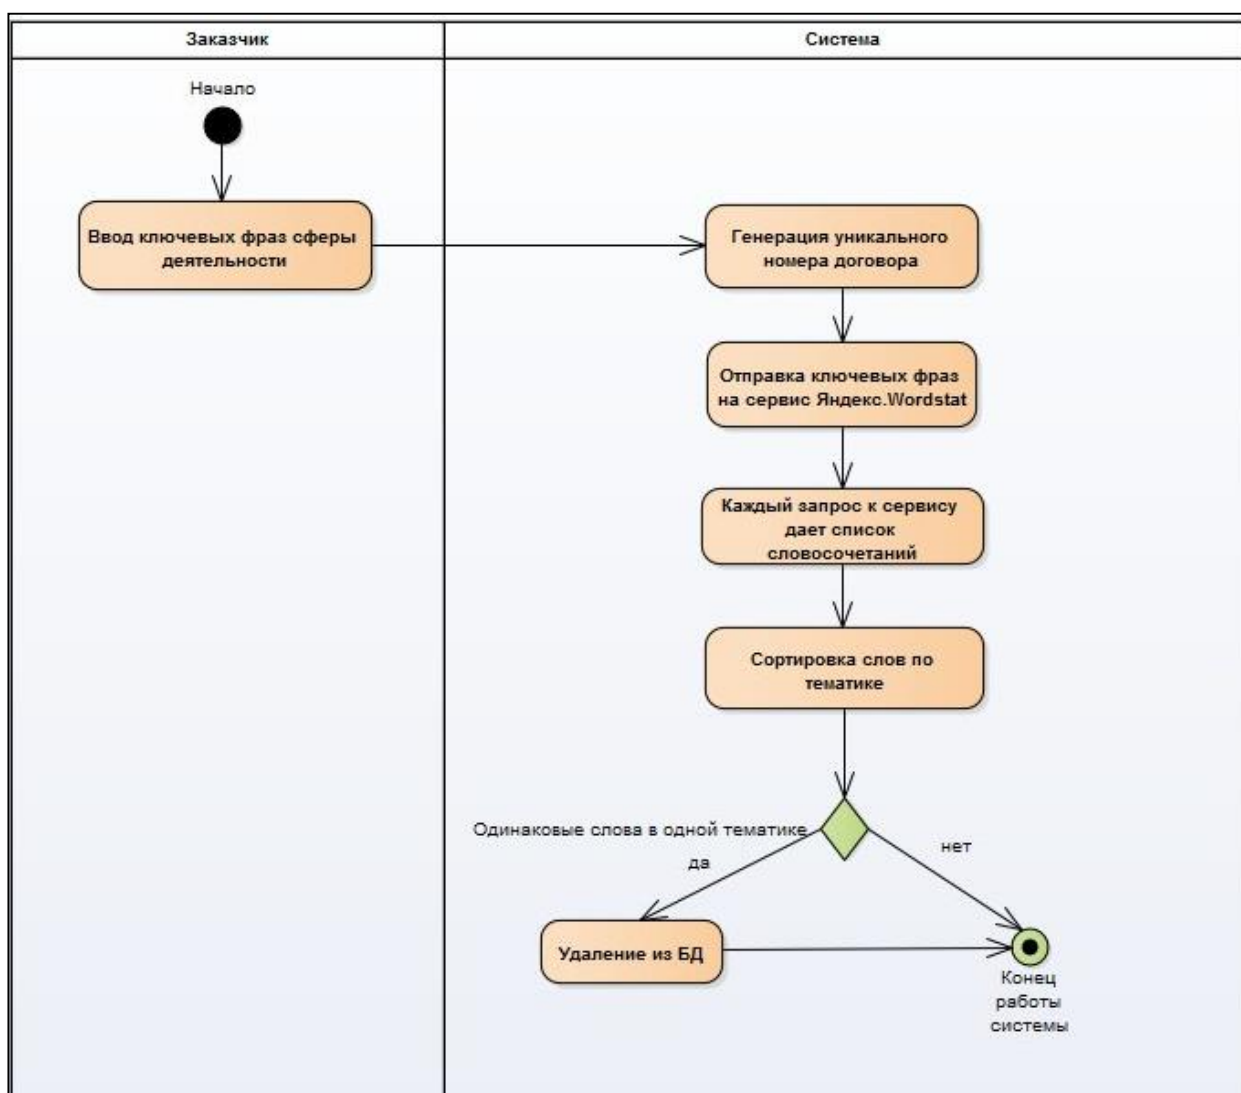 Заказчик
Система
Начало
Ввод ключевых фраз сферы
деятельности
Генерация уникального
номера договора
Отправка ключевых фраз
на сервис Яндекс.Wordstat
Каждый запрос к сервису
дает список
словосочетаний
Сортировка слов по
тематике
Одинаковые слова в одной тематике
да
нет
Удаление из БД
Конец
работы
системы